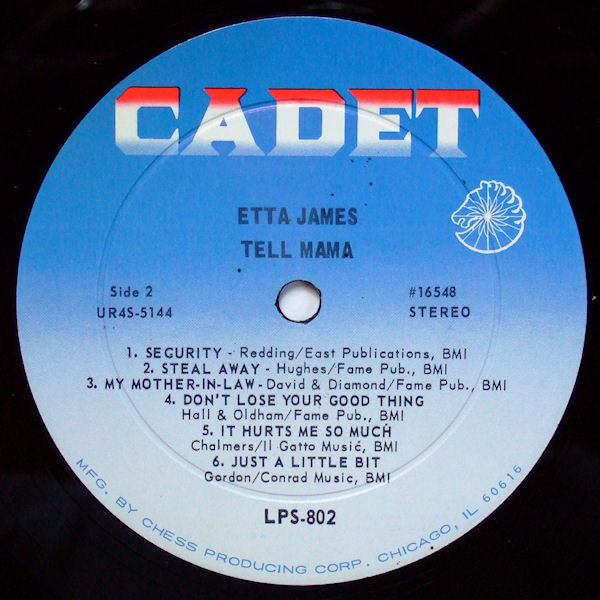 CADET
ETTA JAMES
TELL MAMA
Side 2
#16548
UR4S-5144
STEREO
1. SECURITY - Redding/East Publications, BMI
2. STEAL AWAY - Hughes/Fame Pub., BMI
3. MY MOTHER-IN-LAW - David & Diamond/Fame Pub., BMI
4. DON'T LOSE YOUR GOOD THING
Hall & Oldham/Fame Pub., BMI
5. IT HURTS ME SO MUCH
Chalmers/Il Gatto Music, BMI
6. JUST A LITTLE BIT
Gordon/Conrad Music, BMI
LPS-802
MFG. BY CHESS PRODUCING CORP. CHICAGO, IL 60616